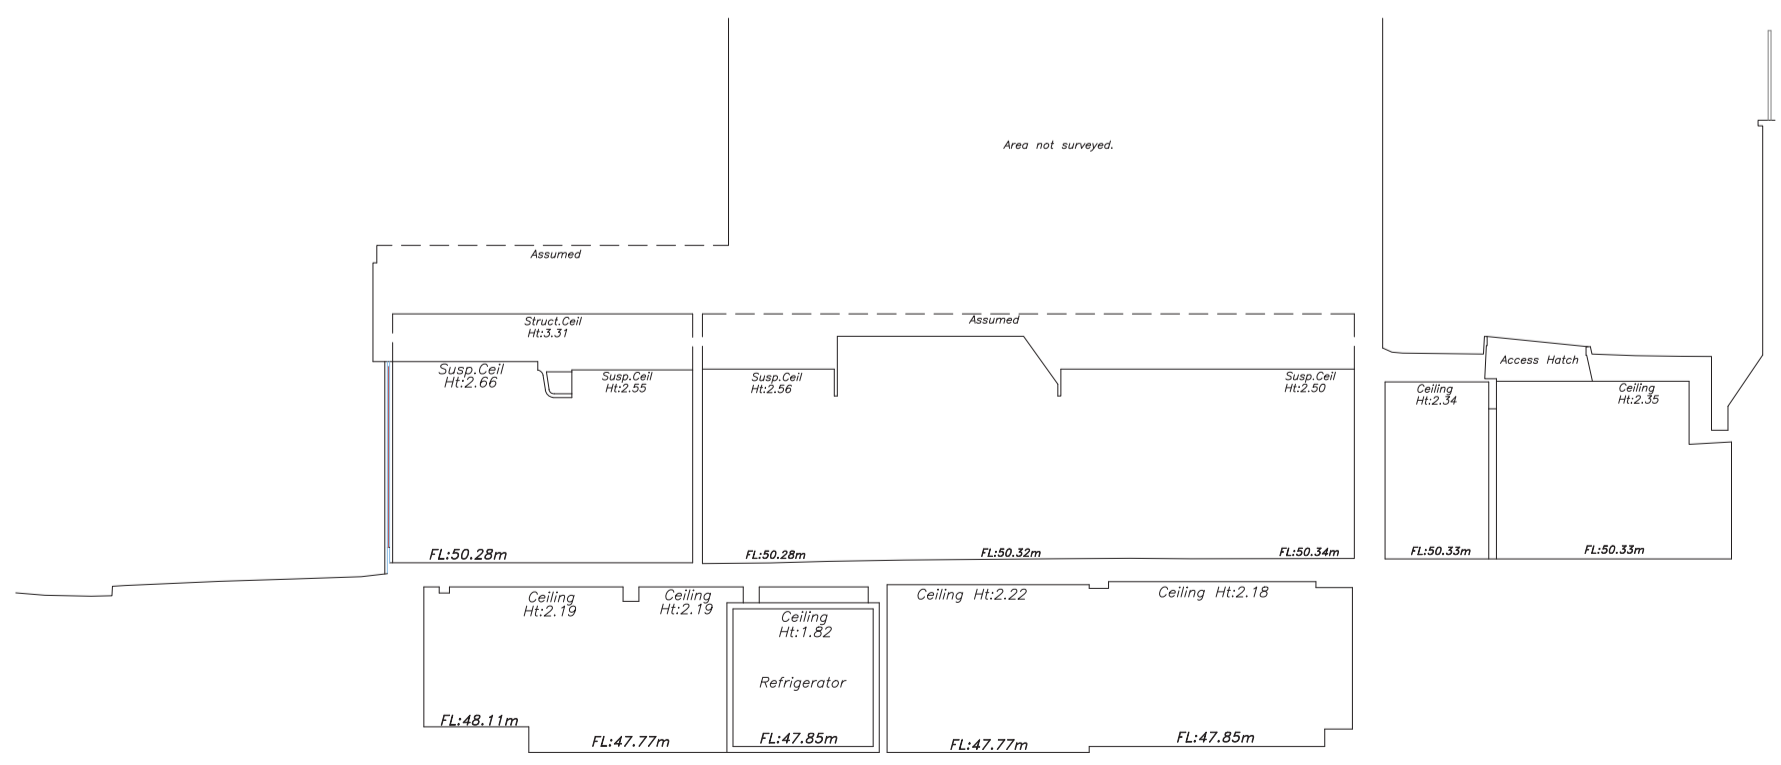 Area not surveyed.
Assumed
Struct.Ceil
Ht:3.31
Assumed
Susp.Ceil
Ht:2.66
Susp.Ceil
Ht:2.55
Susp.Ceil
Ht:2.56
Susp.Ceil
Ht:2.50
Access Hatch
Ceiling
Ht:2.34
Ceiling
Ht:2.35
FL:50.28m
FL:50.28m
FL:50.32m
FL:50.34m
FL:50.33m
FL:50.33m
Ceiling
Ht:2.19
Ceiling
Ht:2.19
Ceiling
Ht:1.82
Ceiling Ht:2.22
Ceiling Ht:2.18
Refrigerator
FL:48.11m
FL:47.77m
FL:47.85m
FL:47.77m
FL:47.85m